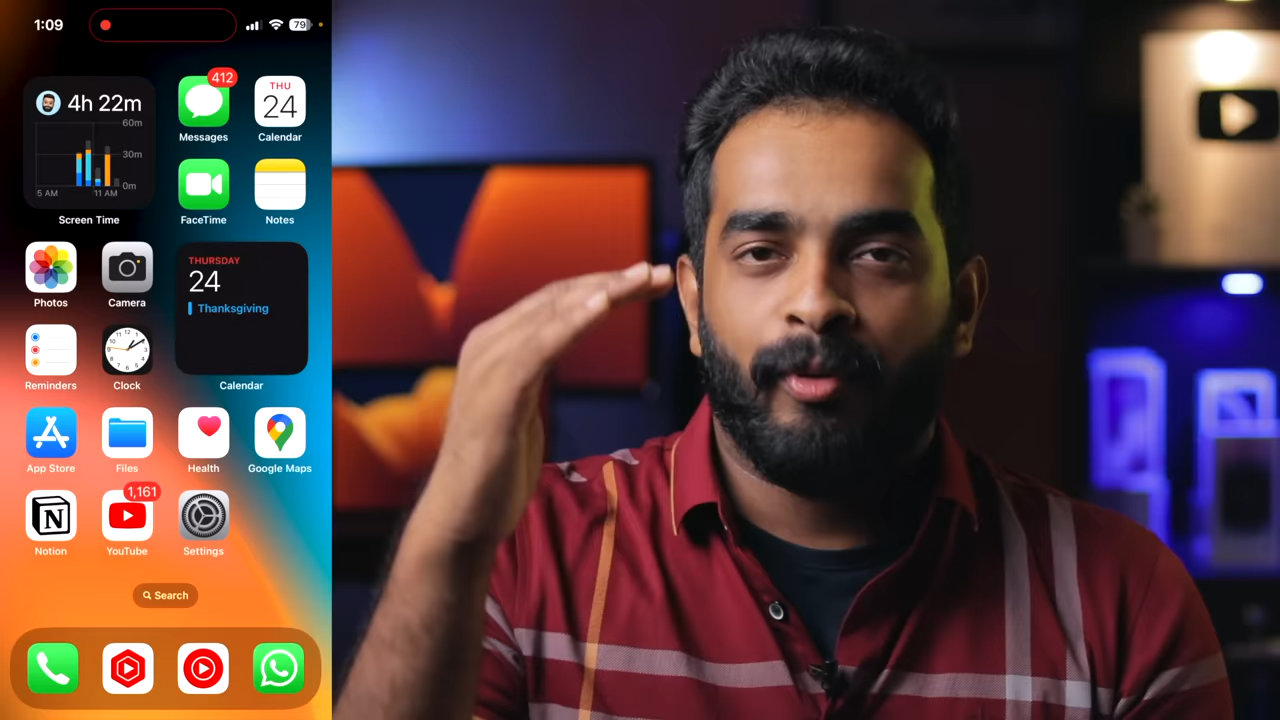 1:09
79
4h 22m
60m
30m
0m
5 AM
11 AM
Screen Time
412
Messages
THU
24
Calendar
FaceTime
Notes
Photos
Camera
THURSDAY
24
Thanksgiving
Calendar
Reminders
Clock
App Store
Files
Health
Google Maps
1,161
Notion
YouTube
Settings
Search